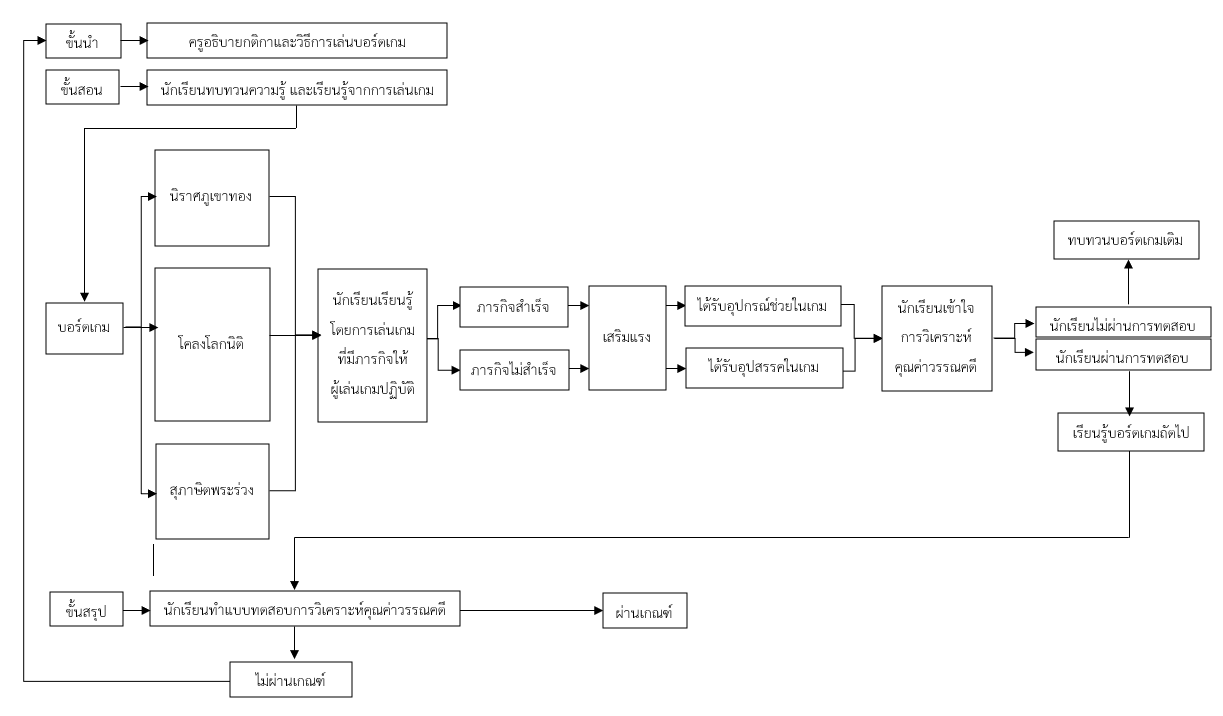 ขั้นนำ
ครูอธิบายกติกาและวิธีการเล่นบอร์ดเกม
ขั้นสอน
นักเรียนทบทวนความรู้ และเรียนรู้จากการเล่นเกม
บอร์ดเกม
นิราศภูเขาทอง
โคลงโลกนิติ
สุภาษิตพระร่วง
นักเรียนเรียนรู้
โดยการเล่นเกม
ที่มีภารกิจให้
ผู้เล่นเกมปฏิบัติ
ภารกิจสำเร็จ
ภารกิจไม่สำเร็จ
เสริมแรง
ได้รับอุปกรณ์ช่วยในเกม
ได้รับอุปสรรคในเกม
นักเรียนเข้าใจ
การวิเคราะห์
คุณค่าวรรณคดี
ทบทวนบอร์ดเกมเดิม
นักเรียนไม่ผ่านการทดสอบ
นักเรียนผ่านการทดสอบ
เรียนรู้บอร์ดเกมถัดไป
ขั้นสรุป
นักเรียนทำแบบทดสอบการวิเคราะห์คุณค่าวรรณคดี
ผ่านเกณฑ์
ไม่ผ่านเกณฑ์